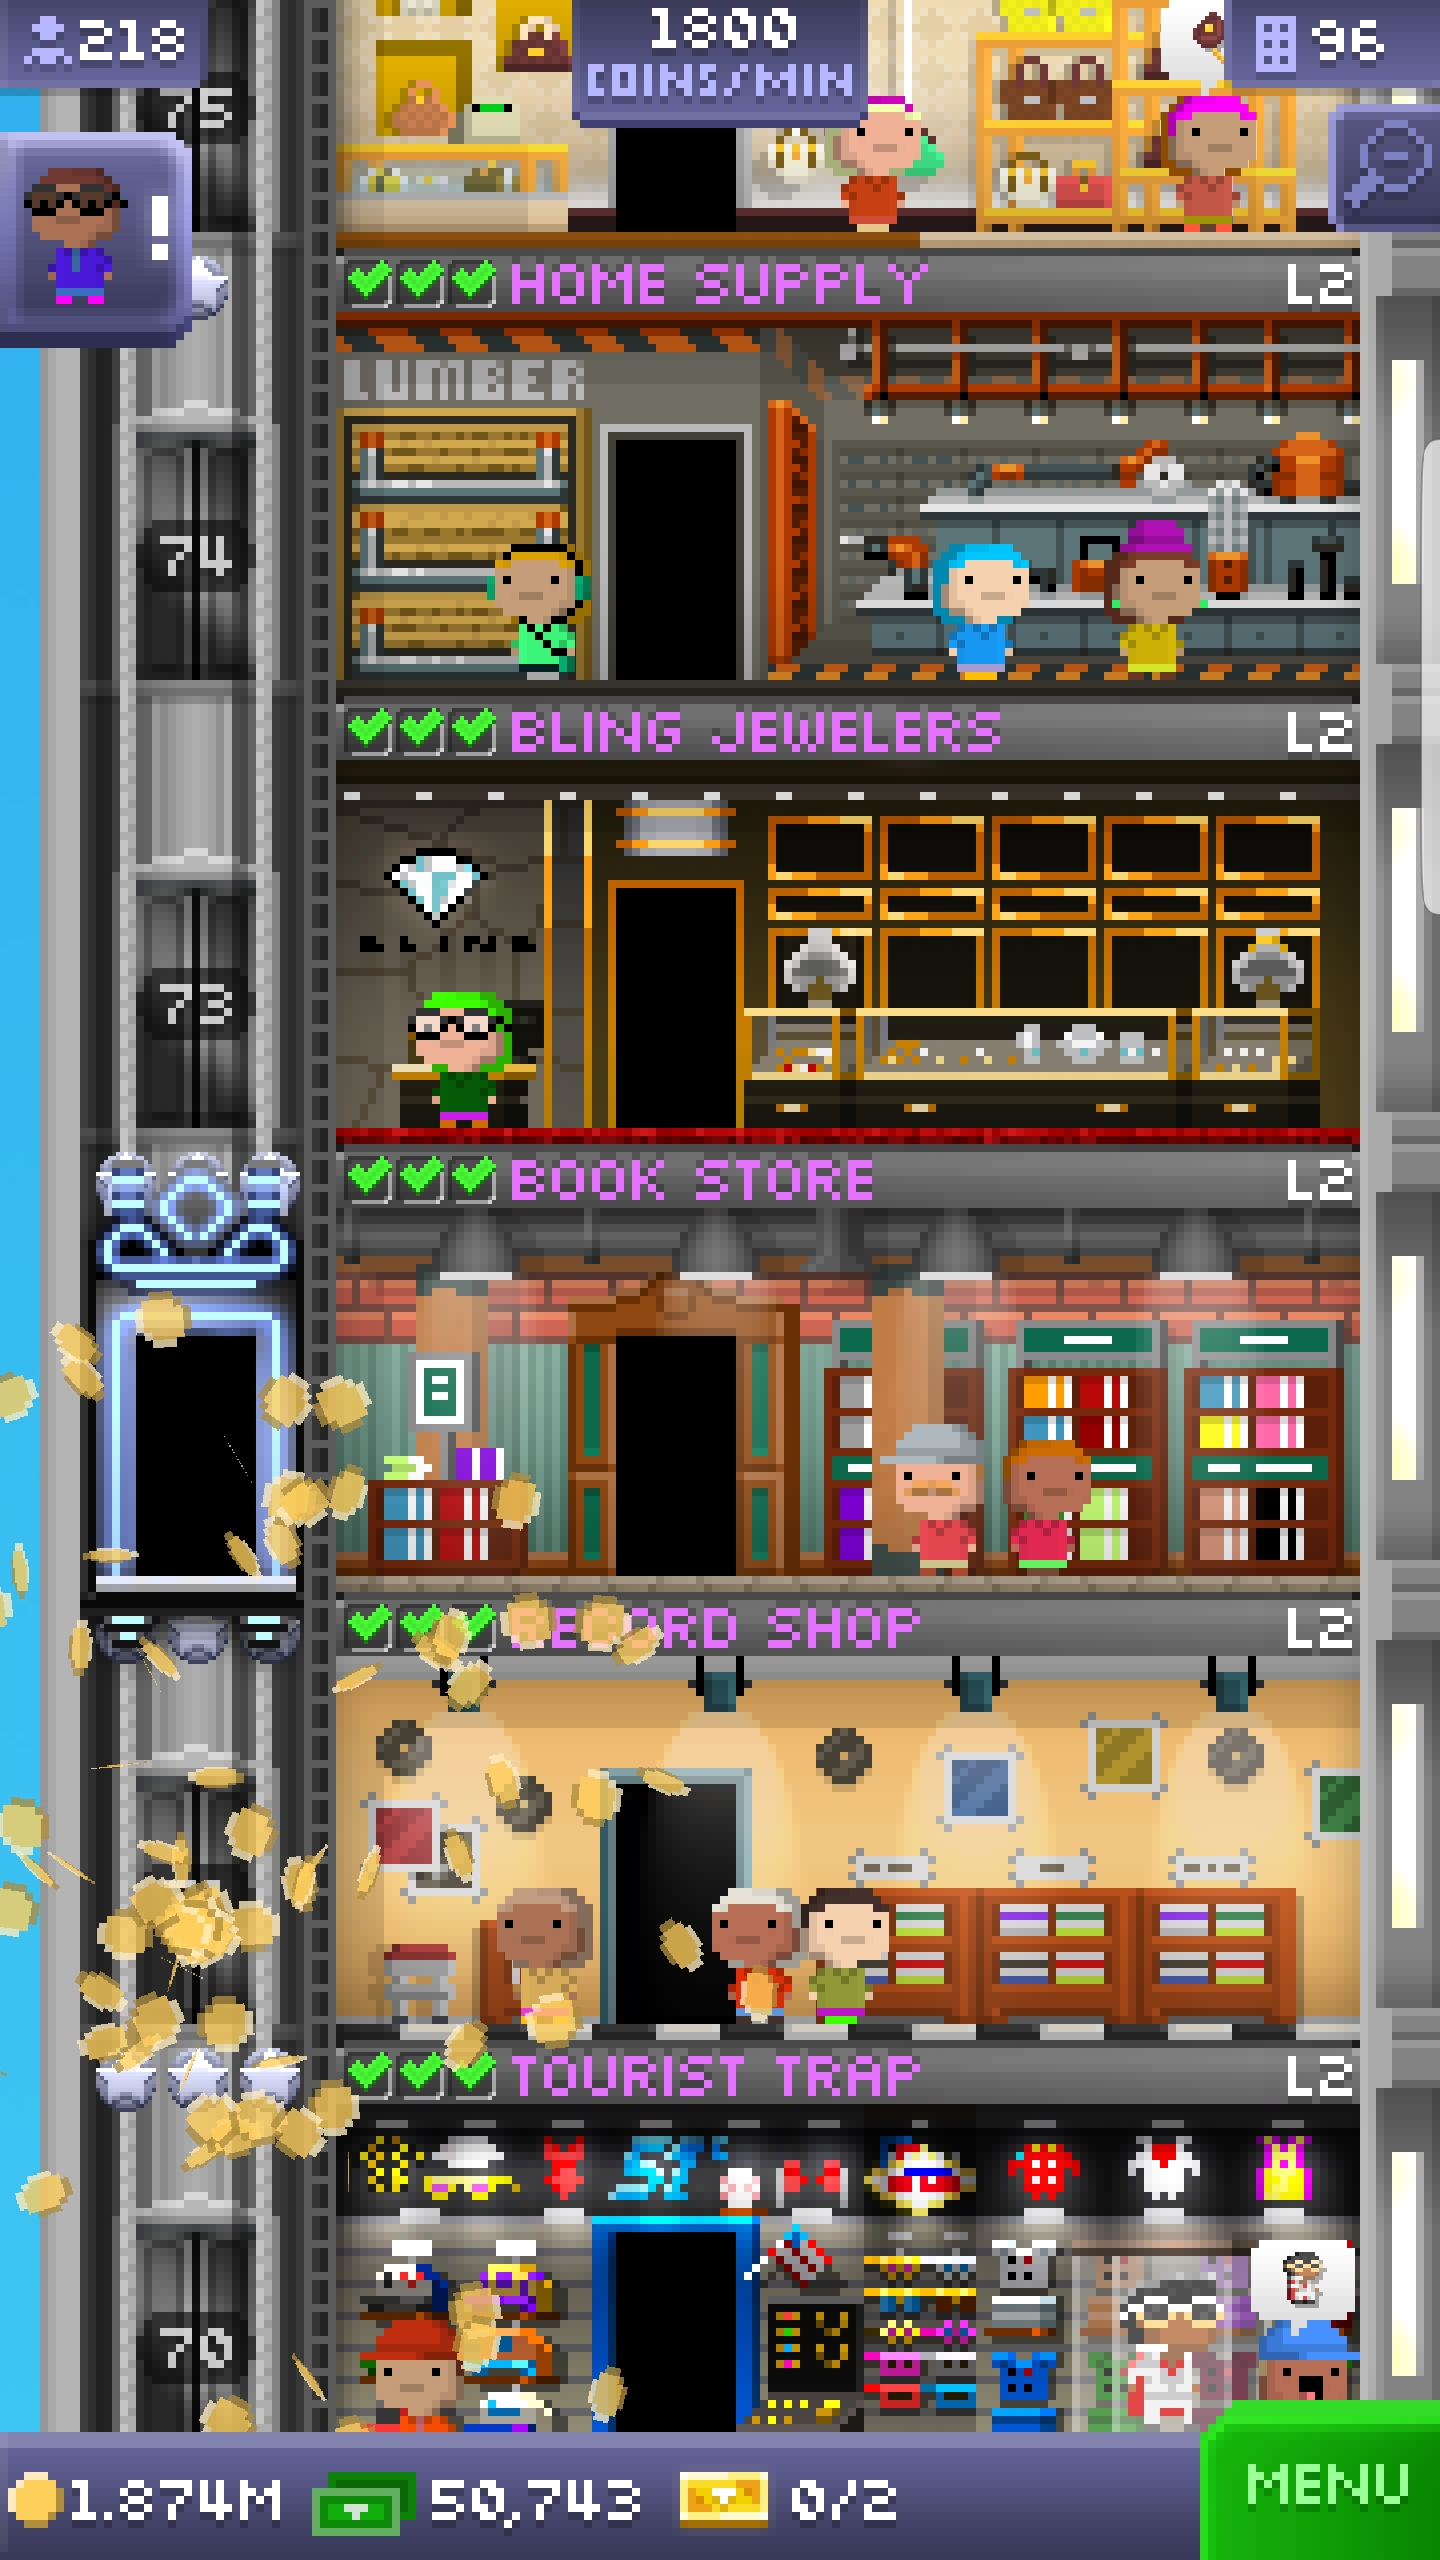 218
1800
COINS/MIN
96
75
!
HOME SUPPLY L2
LUMBER
74
BLING JEWELERS L2
BLING
73
BOOK STORE L2
RECORD SHOP L2
TOURIST TRAP L2
70
1.874M 50,743 0/2
MENU